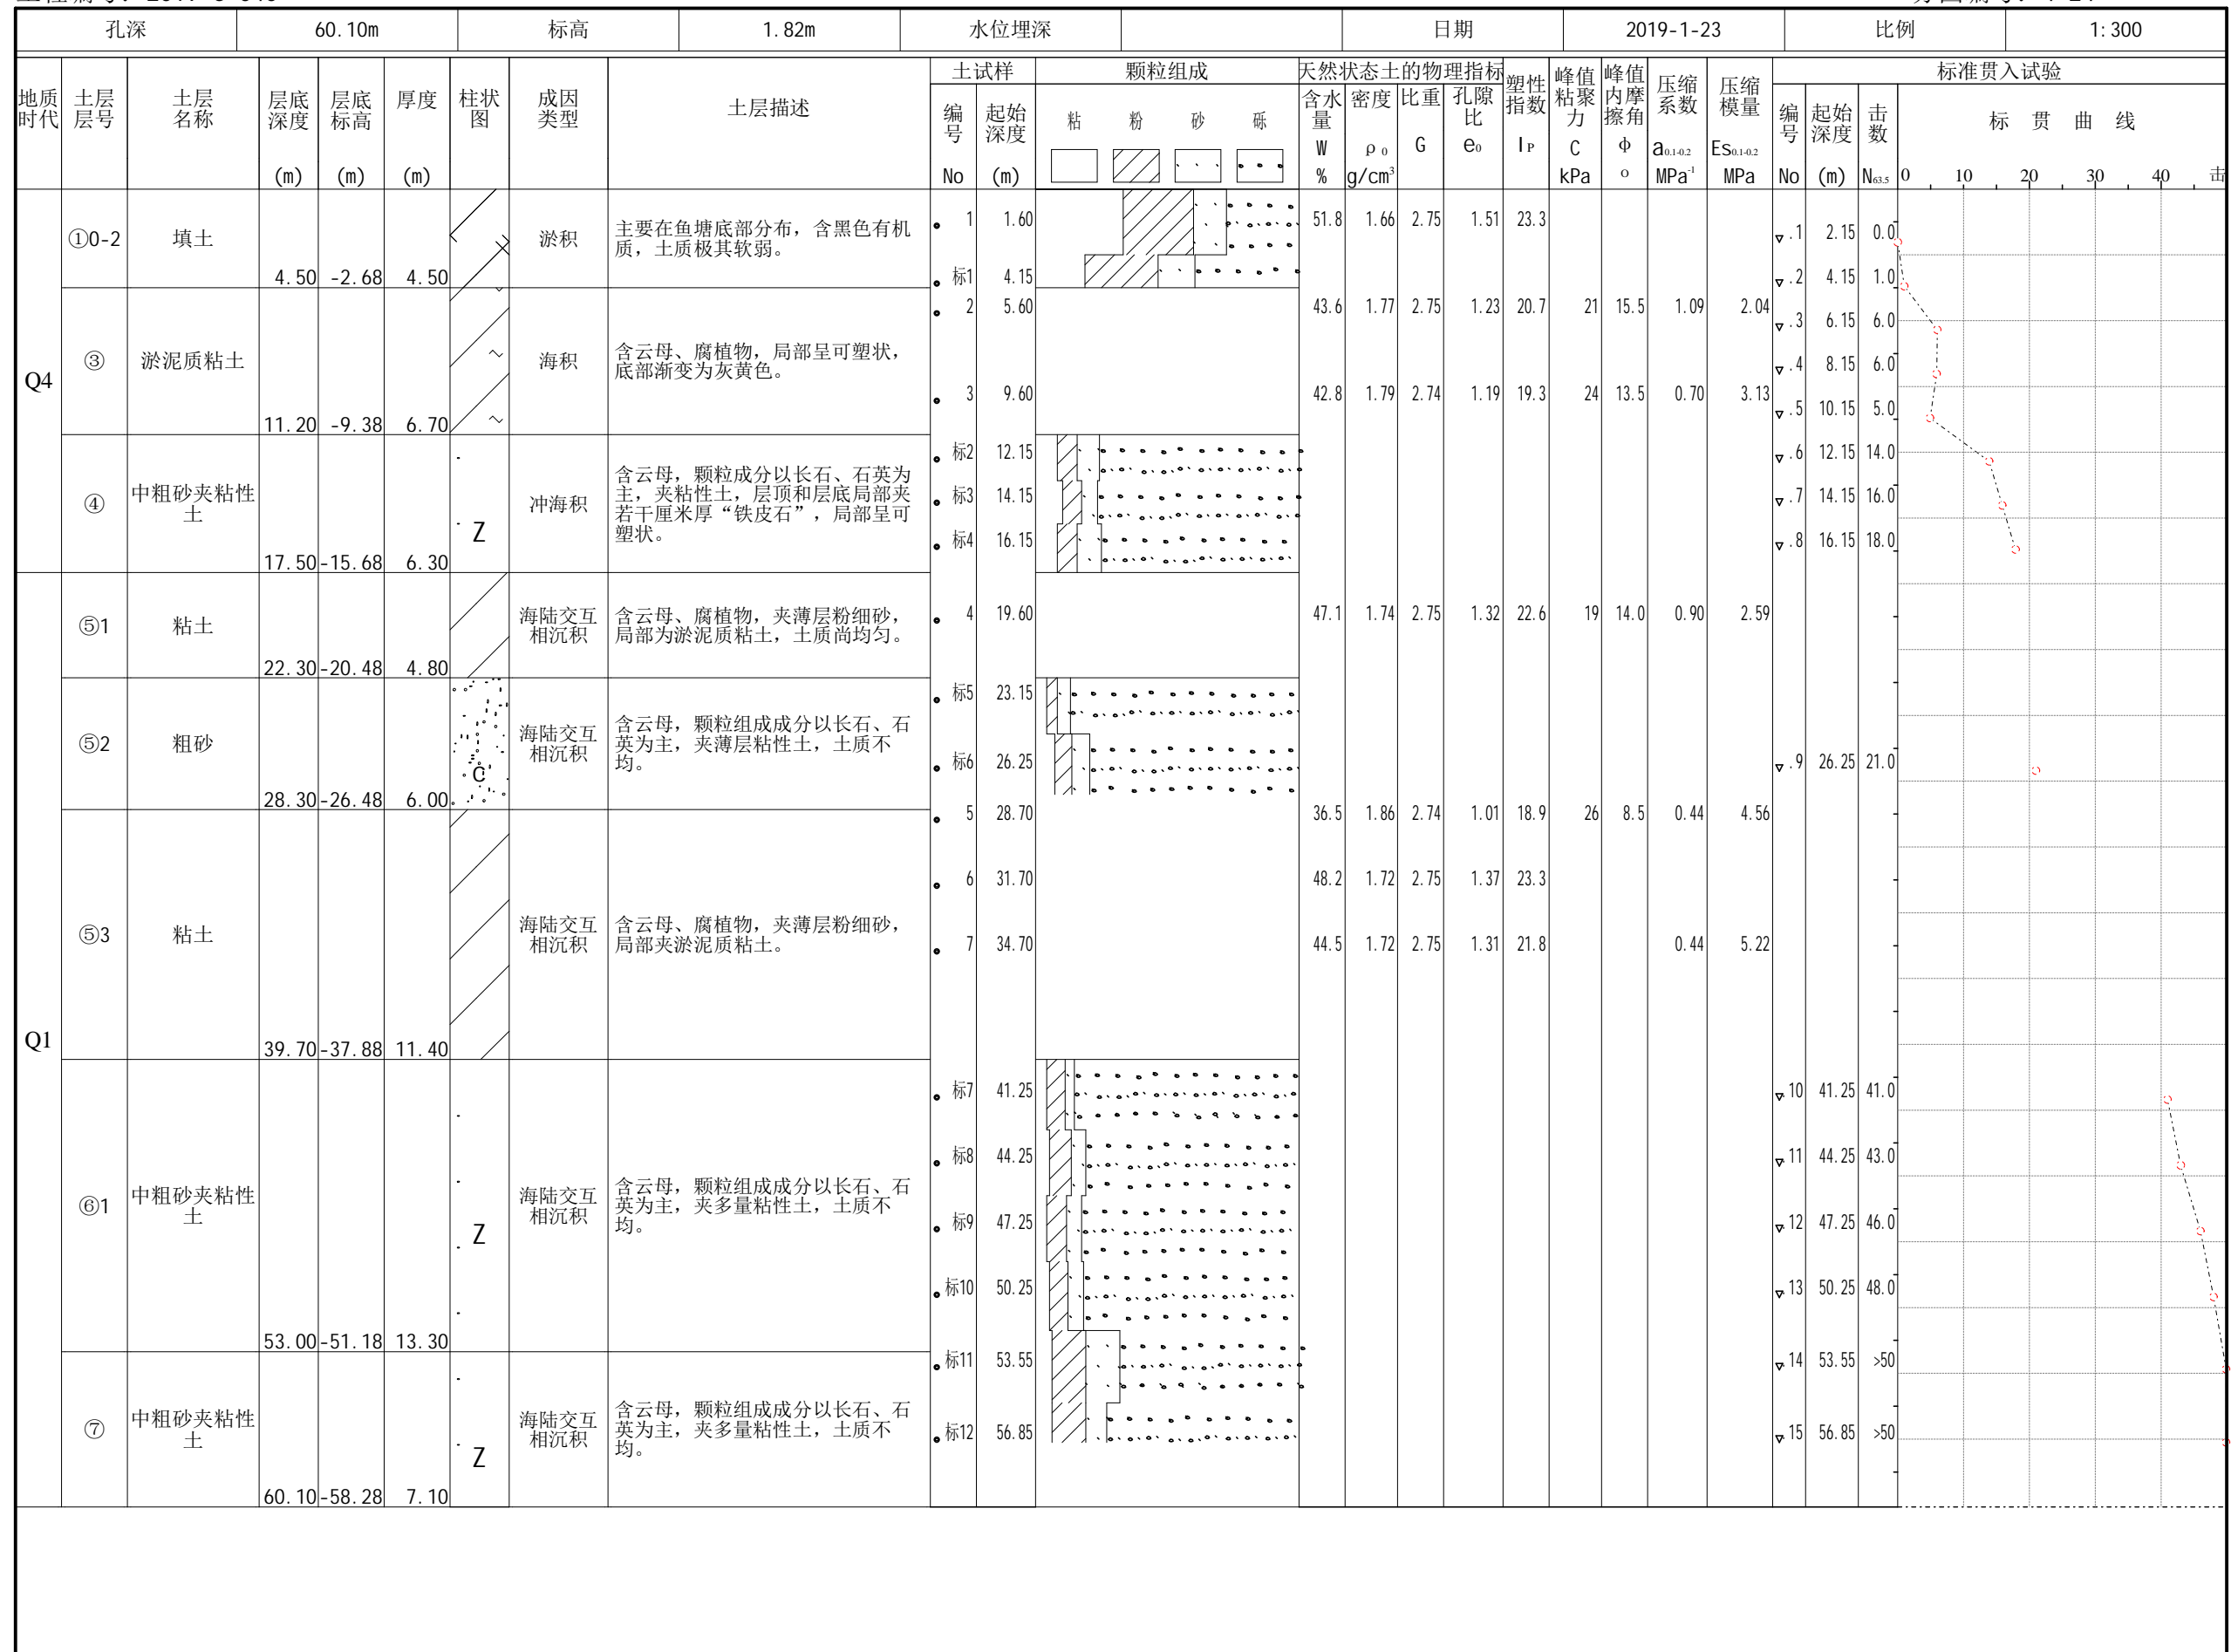 孔深 60.10m 标高 1.82m 水位埋深 日期 2019-1-23 比例 1:300
地质时代 土层层号 土层名称 层底深度 (m) 层底标高 (m) 厚度 (m) 柱状图 成因类型 土层描述
土试样 编号 No 起始深度 (m)
颗粒组成 粘 粉 砂 砾
天然状态土的物理指标 含水量 W % 密度 ρ0 g/cm³ 比重 G 孔隙比 e0
塑性指数 IP 峰值粘聚力 C kPa 峰值内摩擦角 φ o 压缩系数 a0.1-0.2 MPa-1 压缩模量 Es0.1-0.2 MPa
标准贯入试验 编号 No 起始深度 (m) 击数 N63.5 标 贯 曲 线
0 10 20 30 40 击
Q4
①0-2 填土 4.50 -2.68 4.50 淤积
主要在鱼塘底部分布，含黑色有机
质，土质极其软弱。
1 1.60 51.8 1.66 2.75 1.51 23.3
.1 2.15 0.0
标1 4.15
.2 4.15 1.0
③ 淤泥质粘土 11.20 -9.38 6.70 海积
含云母、腐植物，局部呈可塑状，
底部渐变为灰黄色。
2 5.60 43.6 1.77 2.75 1.23 20.7 21 15.5 1.09 2.04
.3 6.15 6.0
.4 8.15 6.0
3 9.60 42.8 1.79 2.74 1.19 19.3 24 13.5 0.70 3.13
.5 10.15 5.0
④ 中粗砂夹粘性土 17.50 -15.68 6.30 Z 冲海积
含云母，颗粒成分以长石、石英为
主，夹粘性土，层顶和层底局部夹
若干厘米厚“铁皮石”，局部呈可
塑状。
标2 12.15 .6 12.15 14.0
标3 14.15 .7 14.15 16.0
标4 16.15 .8 16.15 18.0
Q1
⑤1 粘土 22.30 -20.48 4.80 海陆交互相沉积
含云母、腐植物，夹薄层粉细砂，
局部为淤泥质粘土，土质尚均匀。
4 19.60 47.1 1.74 2.75 1.32 22.6 19 14.0 0.90 2.59
⑤2 粗砂 28.30 -26.48 6.00 C 海陆交互相沉积
含云母，颗粒组成成分以长石、石
英为主，夹薄层粘性土，土质不
均。
标5 23.15
标6 26.25 .9 26.25 21.0
⑤3 粘土 39.70 -37.88 11.40 海陆交互相沉积
含云母、腐植物，夹薄层粉细砂，
局部夹淤泥质粘土。
5 28.70 36.5 1.86 2.74 1.01 18.9 26 8.5 0.44 4.56
6 31.70 48.2 1.72 2.75 1.37 23.3
7 34.70 44.5 1.72 2.75 1.31 21.8 0.44 5.22
⑥1 中粗砂夹粘性土 53.00 -51.18 13.30 Z 海陆交互相沉积
含云母，颗粒组成成分以长石、石
英为主，夹多量粘性土，土质不
均。
标7 41.25 10 41.25 41.0
标8 44.25 11 44.25 43.0
标9 47.25 12 47.25 46.0
标10 50.25 13 50.25 48.0
⑦ 中粗砂夹粘性土 60.10 -58.28 7.10 Z 海陆交互相沉积
含云母，颗粒组成成分以长石、石
英为主，夹多量粘性土，土质不
均。
标11 53.55 14 53.55 >50
标12 56.85 15 56.85 >50